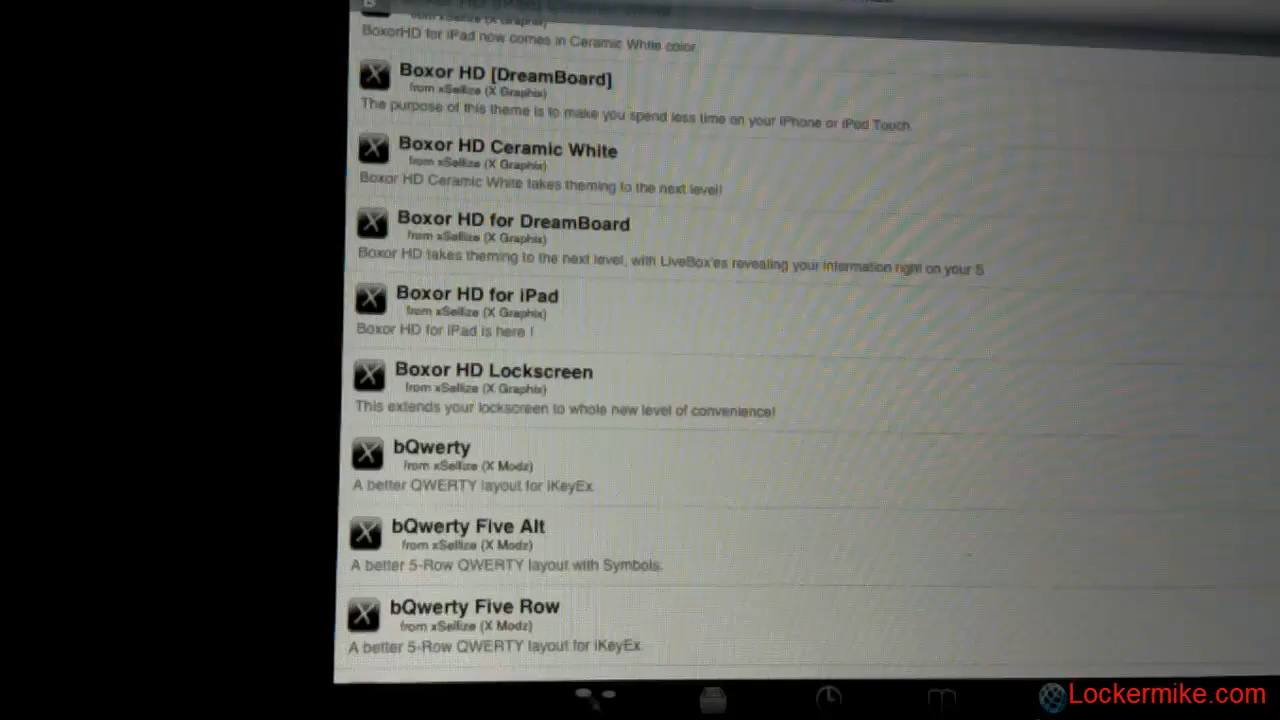 B
from xSellize (X Graphix)
BoxorHD for iPad now comes in Ceramic White color
Boxor HD [DreamBoard]
from xSellize (X Graphix)
The purpose of this theme is to make you spend less time on your iPhone or iPod Touch.
Boxor HD Ceramic White
from xSellize (X Graphix)
Boxor HD Ceramic White takes theming to the next level!
Boxor HD for DreamBoard
from xSellize (X Graphix)
Boxor HD takes theming to the next level, with LiveBox'es revealing your information right on your S
Boxor HD for iPad
from xSellize (X Graphix)
Boxor HD for iPad is here !
Boxor HD Lockscreen
from xSellize (X Graphix)
This extends your lockscreen to whole new level of convenience!
bQwerty
from xSellize (X Modz)
A better QWERTY layout for iKeyEx.
bQwerty Five Alt
from xSellize (X Modz)
A better 5-Row QWERTY layout with Symbols.
bQwerty Five Row
from xSellize (X Modz)
A better 5-Row QWERTY layout for iKeyEx.
Lockermike.com